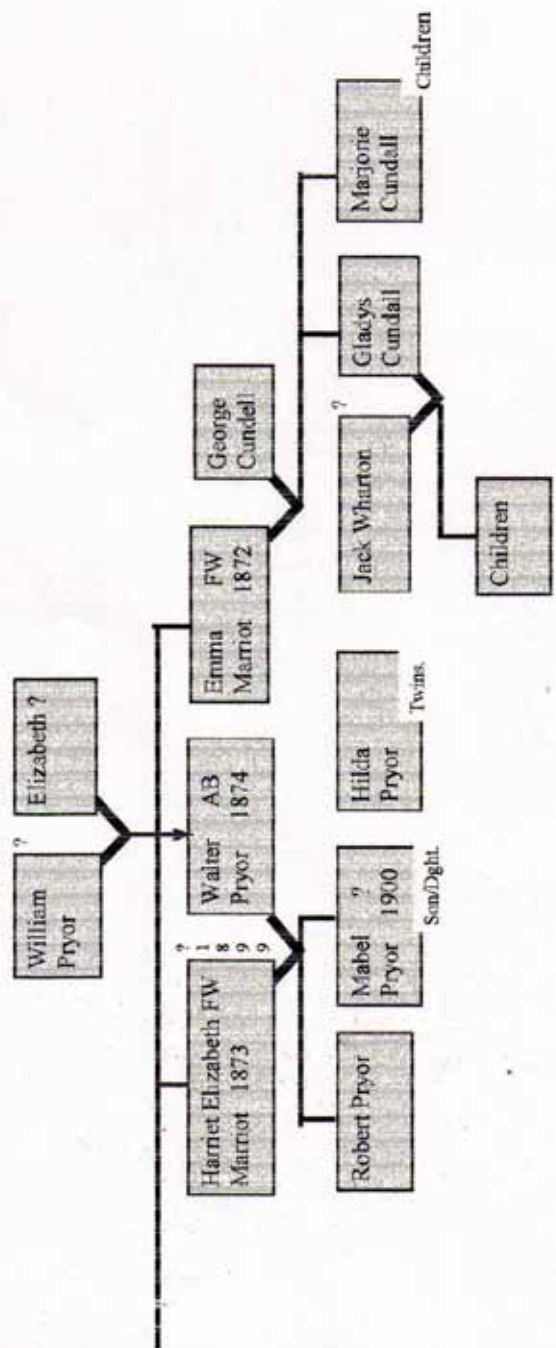 William ?
Pryor
Elizabeth ?
Harriet Elizabeth FW
Marriot 1873
?
1
8
9
9
Walter AB
Pryor 1874
Emma FW
Marriot 1872
George
Cundell
Robert Pryor
Mabel ?
Pryor 1900
Son/Dght.
Hilda
Pryor
Twins.
Jack Wharton
?
Gladys
Cundall
Marjorie
Cundall
Children
Children